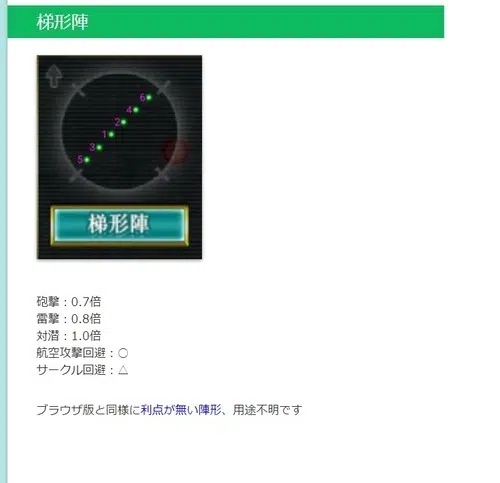 梯形陣
6
4
2
1
3
5
梯形陣
砲撃：0.7倍
雷撃：0.8倍
対潜：1.0倍
航空攻撃回避：○
サークル回避：△
ブラウザ版と同様に利点が無い陣形、用途不明です